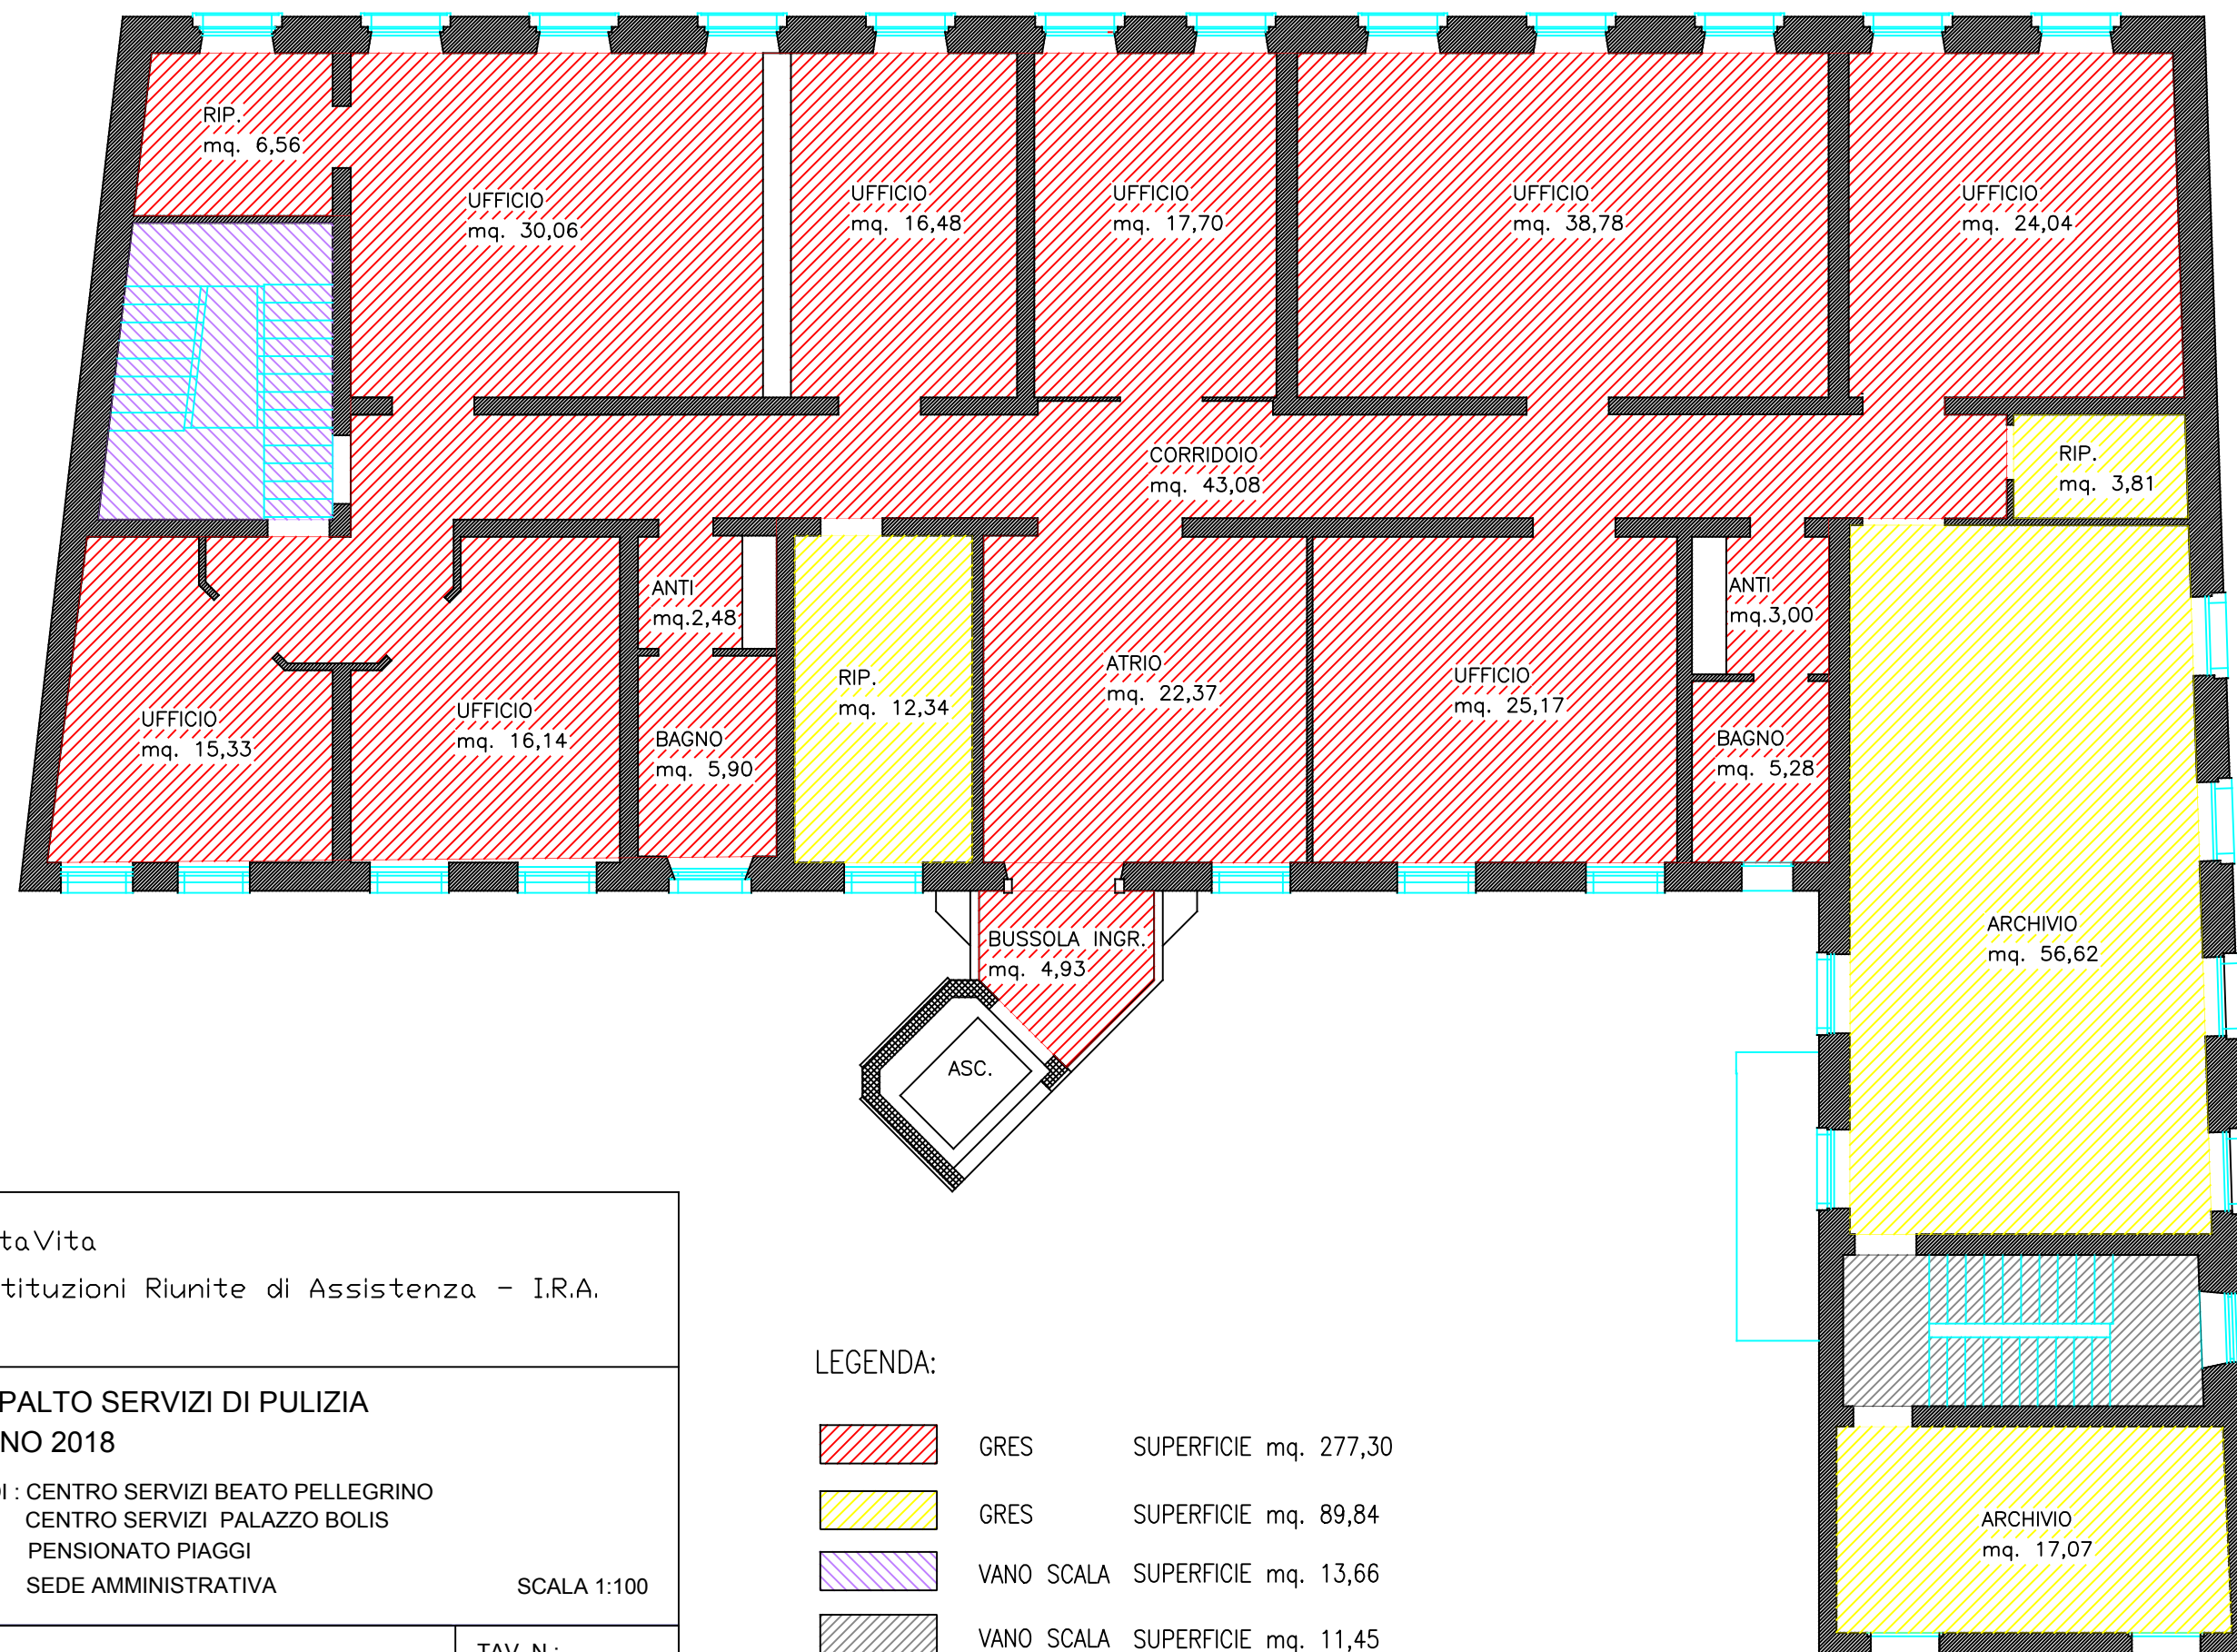 RIP.
mq. 6,56
UFFICIO
mq. 30,06
UFFICIO
mq. 16,48
UFFICIO
mq. 17,70
UFFICIO
mq. 38,78
UFFICIO
mq. 24,04
CORRIDOIO
mq. 43,08
RIP.
mq. 3,81
ANTI
mq.2,48
ANTI
mq.3,00
UFFICIO
mq. 15,33
UFFICIO
mq. 16,14
BAGNO
mq. 5,90
RIP.
mq. 12,34
ATRIO
mq. 22,37
UFFICIO
mq. 25,17
BAGNO
mq. 5,28
ARCHIVIO
mq. 56,62
BUSSOLA INGR.
mq. 4,93
ASC.
ARCHIVIO
mq. 17,07
taVita
tituzioni Riunite di Assistenza - I.R.A.
PALTO SERVIZI DI PULIZIA
NO 2018
DI : CENTRO SERVIZI BEATO PELLEGRINO
CENTRO SERVIZI PALAZZO BOLIS
PENSIONATO PIAGGI
SEDE AMMINISTRATIVA SCALA 1:100
TAV. N.:
LEGENDA:
GRES SUPERFICIE mq. 277,30
GRES SUPERFICIE mq. 89,84
VANO SCALA SUPERFICIE mq. 13,66
VANO SCALA SUPERFICIE mq. 11,45